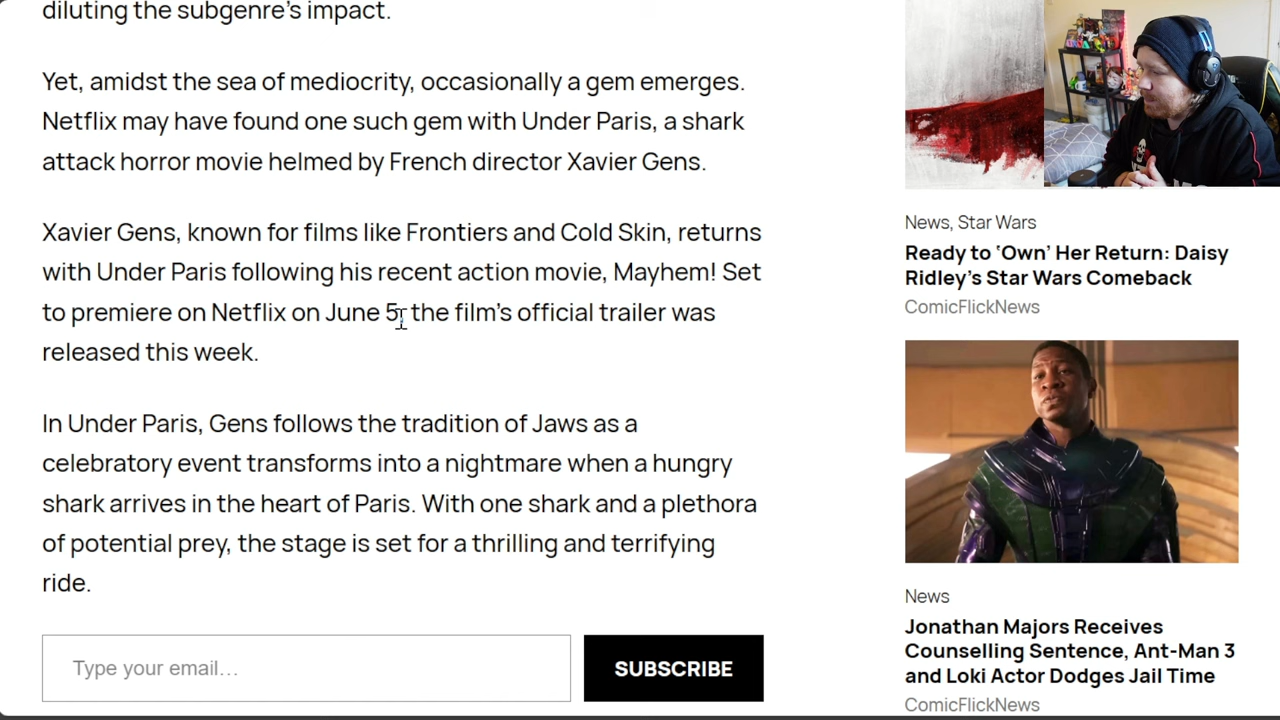 diluting the subgenre's impact.
Yet, amidst the sea of mediocrity, occasionally a gem emerges.
Netflix may have found one such gem with Under Paris, a shark
attack horror movie helmed by French director Xavier Gens.
Xavier Gens, known for films like Frontiers and Cold Skin, returns
with Under Paris following his recent action movie, Mayhem! Set
to premiere on Netflix on June 5, the film's official trailer was
released this week.
In Under Paris, Gens follows the tradition of Jaws as a
celebratory event transforms into a nightmare when a hungry
shark arrives in the heart of Paris. With one shark and a plethora
of potential prey, the stage is set for a thrilling and terrifying
ride.
Type your email…
SUBSCRIBE
News, Star Wars
Ready to ‘Own’ Her Return: Daisy
Ridley’s Star Wars Comeback
ComicFlickNews
News
Jonathan Majors Receives
Counselling Sentence, Ant-Man 3
and Loki Actor Dodges Jail Time
ComicFlickNews